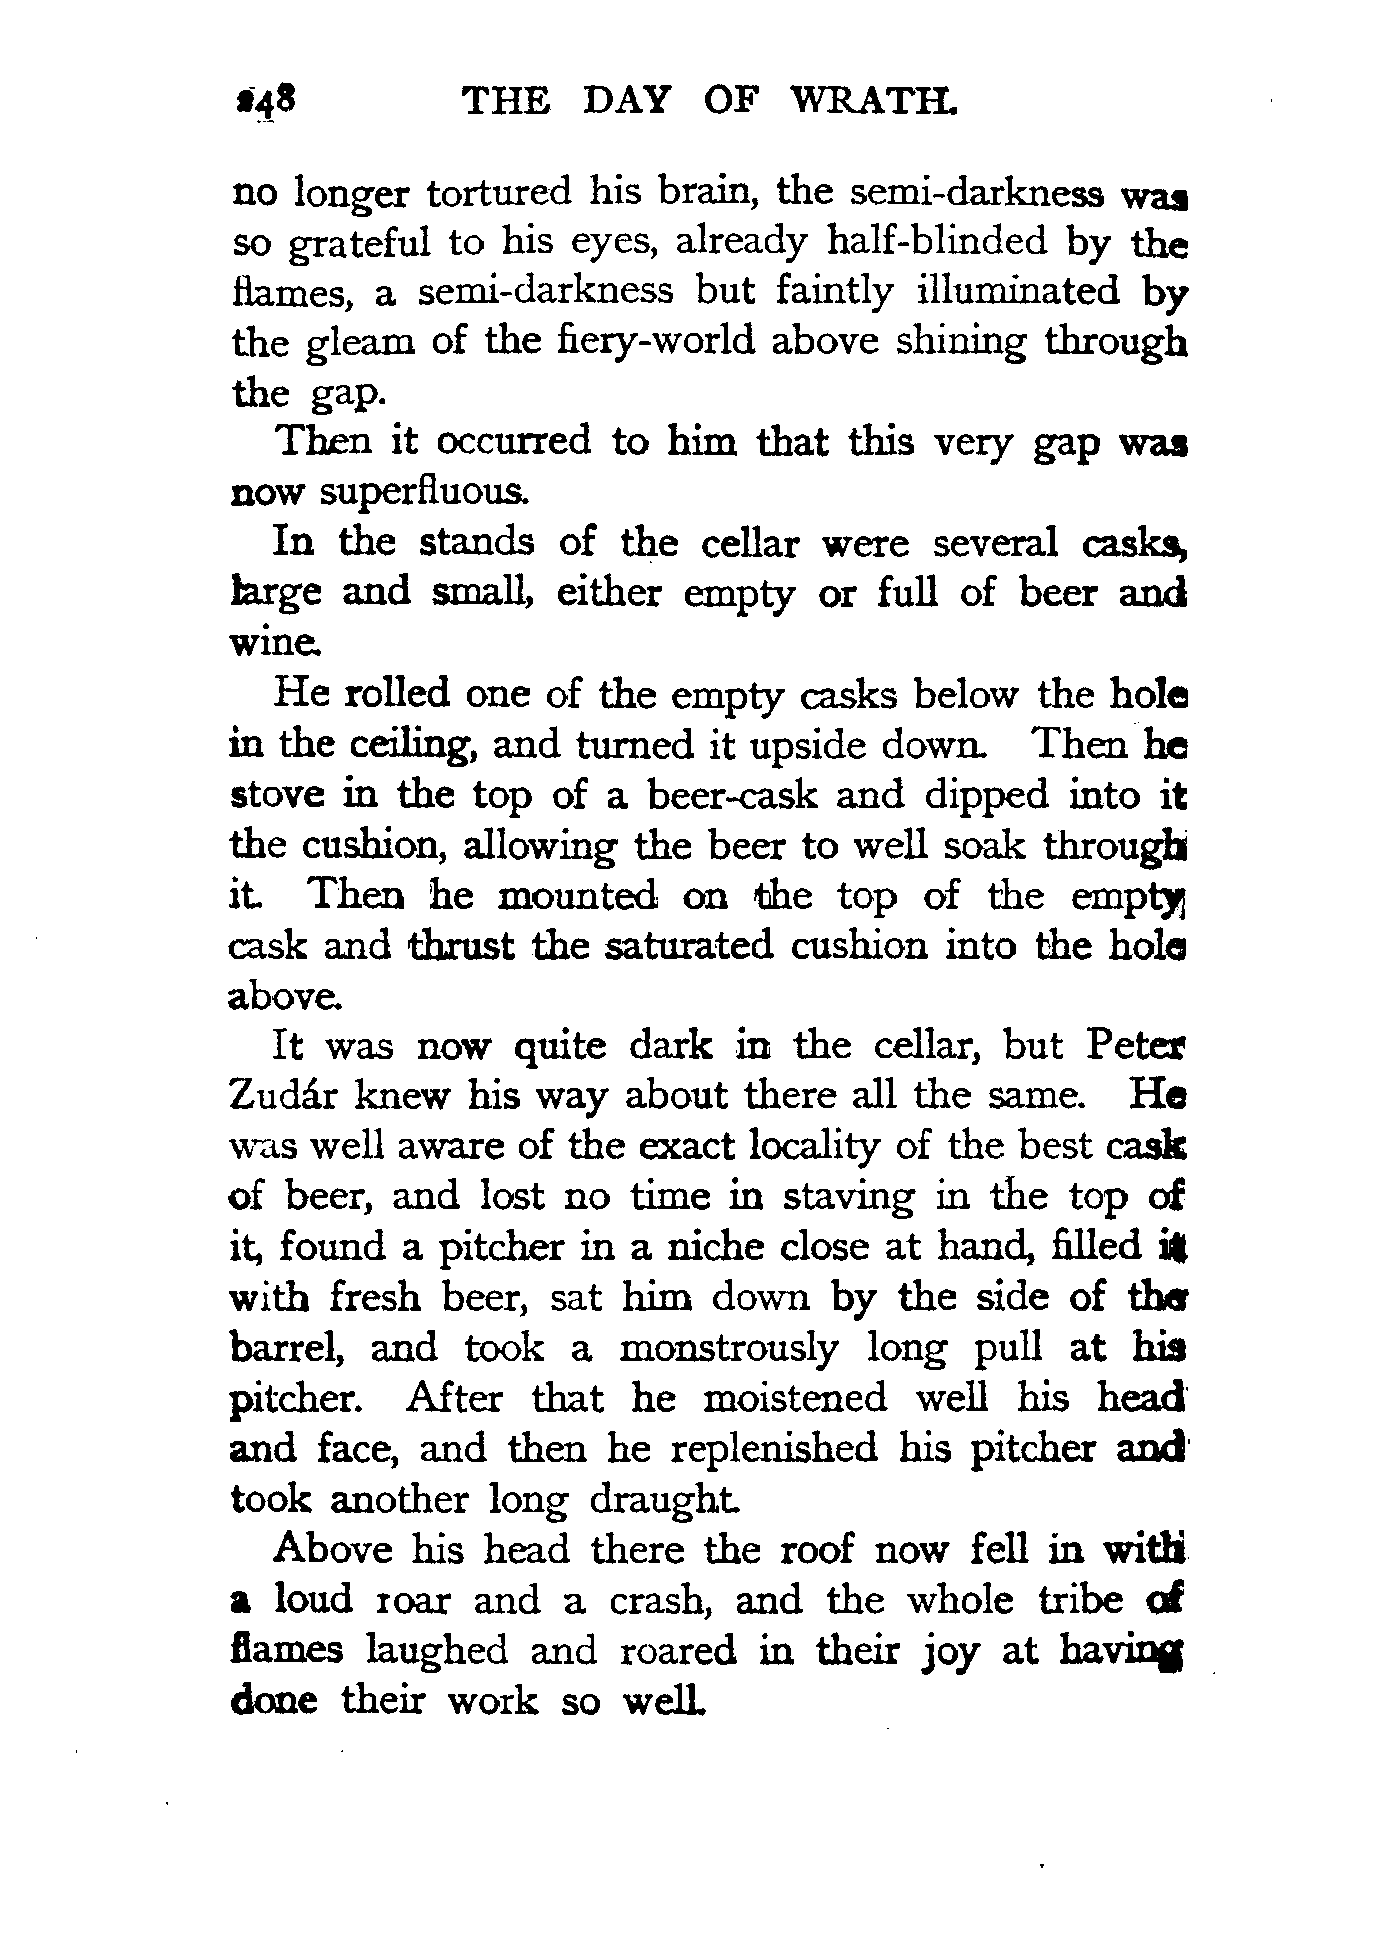 248 THE DAY OF WRATH.
no longer tortured his brain, the semi-darkness was
so grateful to his eyes, already half-blinded by the
flames, a semi-darkness but faintly illuminated by
the gleam of the fiery-world above shining through
the gap.
Then it occurred to him that this very gap was
now superfluous.
In the stands of the cellar were several casks,
large and small, either empty or full of beer and
wine.
He rolled one of the empty casks below the hole
in the ceiling, and turned it upside down. Then he
stove in the top of a beer-cask and dipped into it
the cushion, allowing the beer to well soak through
it. Then he mounted on the top of the empty
cask and thrust the saturated cushion into the hole
above.
It was now quite dark in the cellar, but Peter
Zudár knew his way about there all the same. He
was well aware of the exact locality of the best cask
of beer, and lost no time in staving in the top of
it, found a pitcher in a niche close at hand, filled it
with fresh beer, sat him down by the side of the
barrel, and took a monstrously long pull at his
pitcher. After that he moistened well his head
and face, and then he replenished his pitcher and
took another long draught.
Above his head there the roof now fell in with
a loud roar and a crash, and the whole tribe of
flames laughed and roared in their joy at having
done their work so well.